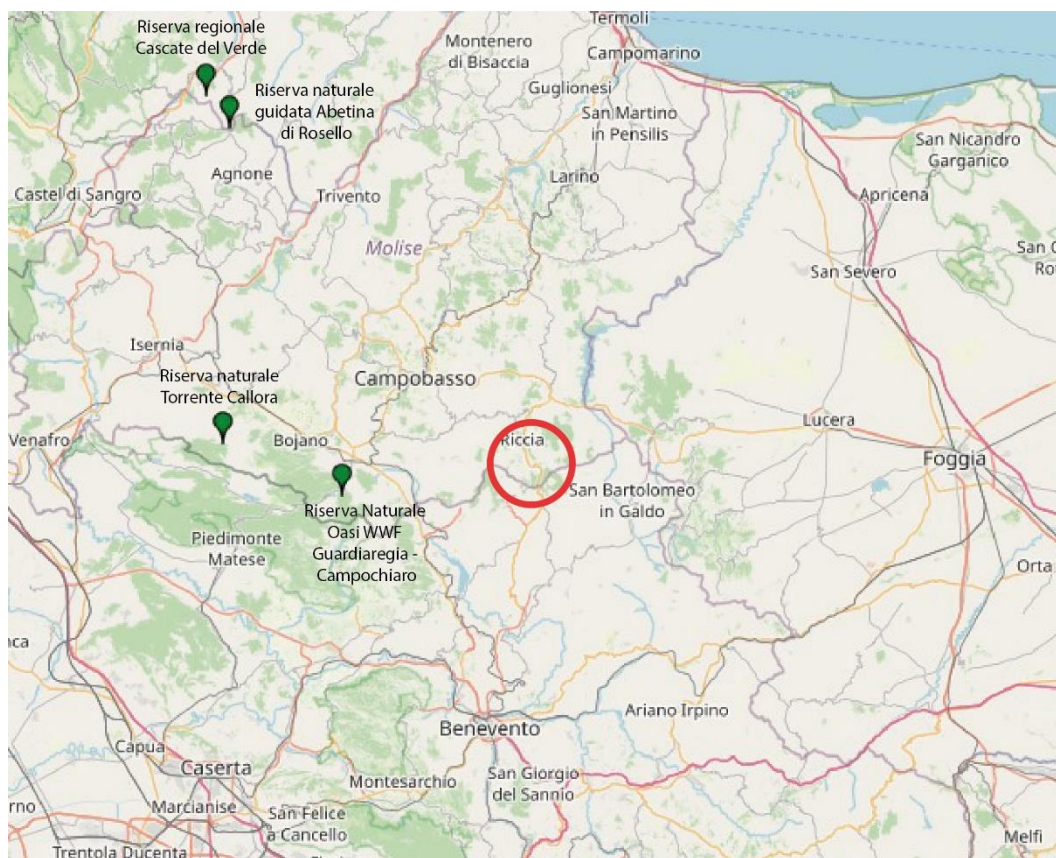 Riserva regionale
Cascate del Verde
Riserva naturale
guidata Abetina
di Rosello
Termoli
Montenero
di Bisaccia
Campomarino
Guglionesi
San Martino
in Pensilis
San Nicandro
Garganico
Agnone
Castel di Sangro
Trivento
Larino
Apricena
Molise
San Severo
Isernia
Riserva naturale
Torrente Callora
Campobasso
Venafro
Bojano
Riccia
Lucera
Foggia
San Bartolomeo
in Galdo
Riserva Naturale
Oasi WWF
Guardiaregia -
Campochiaro
Piedimonte
Matese
Orta
Ariano Irpino
Benevento
Capua
Caserta
Montesarchio
San Giorgio
del Sannio
Marcianise
San Felice
a Cancello
Melfi
Trentola Ducenta